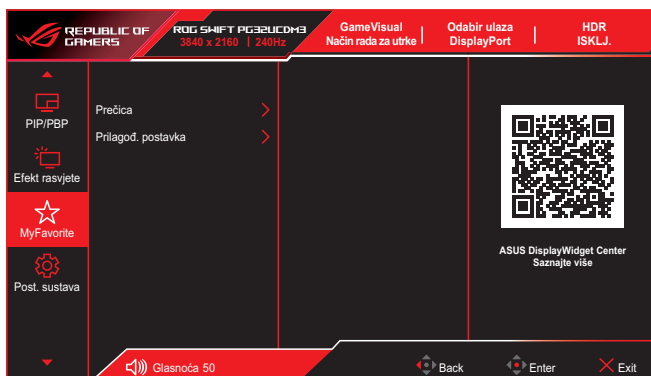 REPUBLIC OF
GAMERS
ROG SWIFT PG32UCDM3
3840 x 2160 | 240Hz
GameVisual
Način rada za utrke
Odabir ulaza
DisplayPort
HDR
ISKLJ.
PIP/PBP
Efekt rasvjete
MyFavorite
Post. sustava
Prečica
Prilagođ. postavka
ASUS DisplayWidget Center
Saznajte više
Glasnoća 50
Back
Enter
Exit